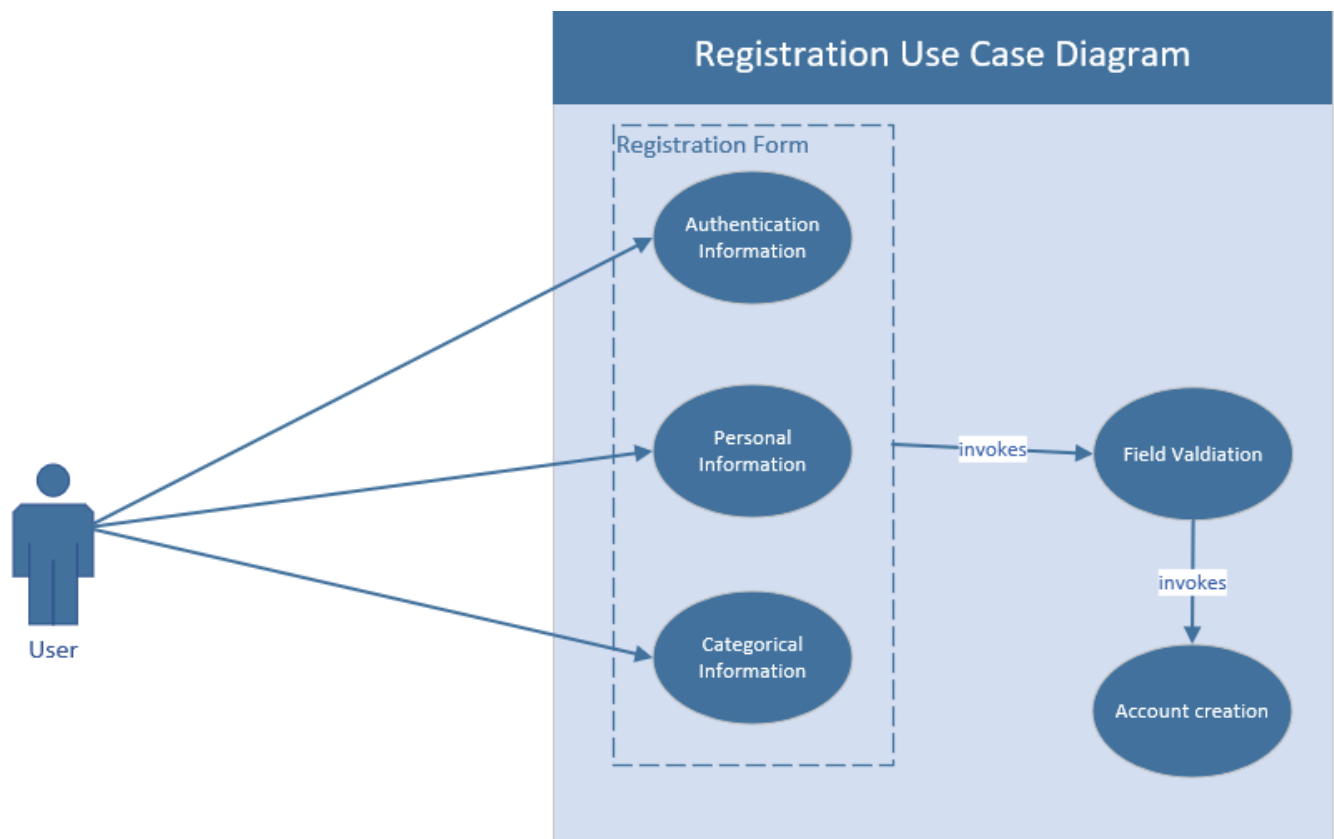 Registration Use Case Diagram
Registration Form
Authentication
Information
Personal
Information
invokes
Field Valdiation
invokes
User
Categorical
Information
Account creation